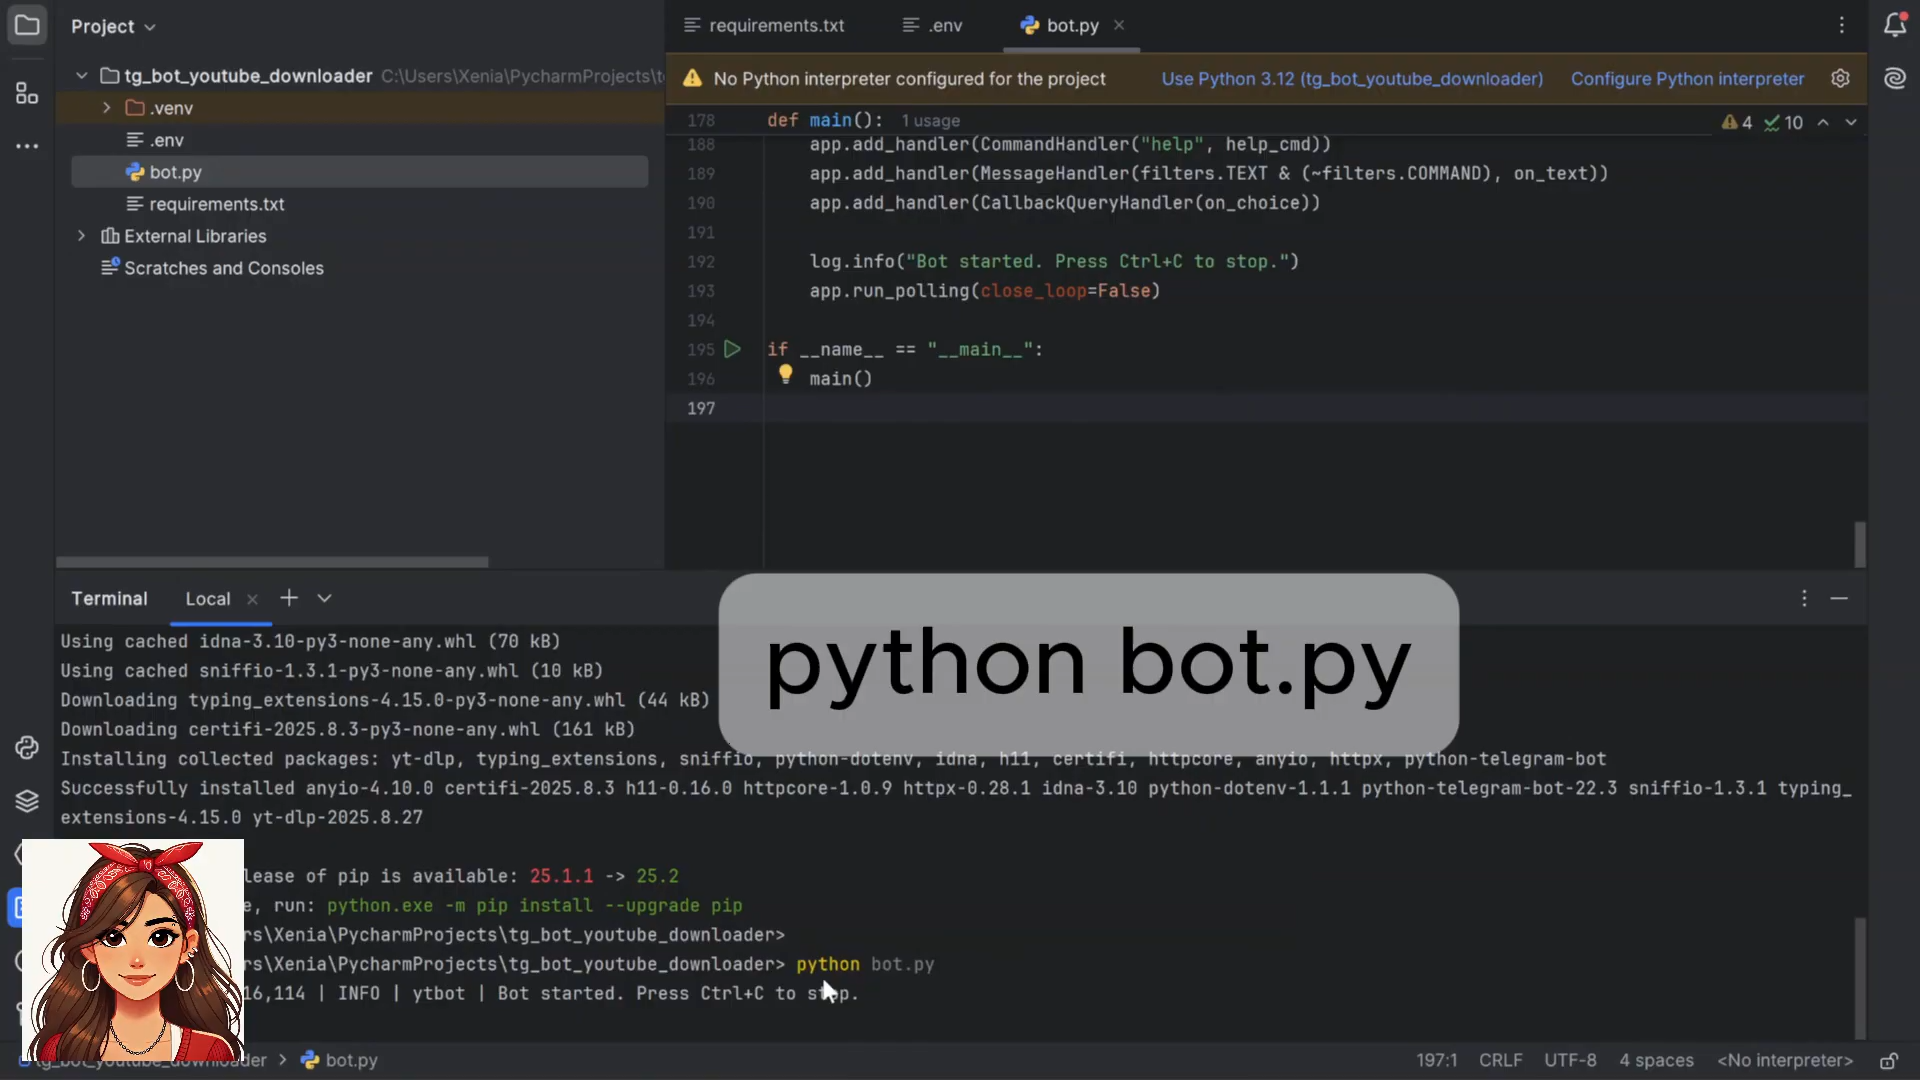 Project
requirements.txt
.env
bot.py
tg_bot_youtube_downloader C:\Users\Xenia\PycharmProjects\t
No Python interpreter configured for the project
Use Python 3.12 (tg_bot_youtube_downloader)
Configure Python interpreter
.venv
.env
bot.py
requirements.txt
External Libraries
Scratches and Consoles
178 def main(): 1 usage
4 10
188 app.add_handler(CommandHandler("help", help_cmd))
189 app.add_handler(MessageHandler(filters.TEXT & (~filters.COMMAND), on_text))
190 app.add_handler(CallbackQueryHandler(on_choice))
191
192 log.info("Bot started. Press Ctrl+C to stop.")
193 app.run_polling(close_loop=False)
194
195 if __name__ == "__main__":
196 main()
197
Terminal Local
python bot.py
Using cached idna-3.10-py3-none-any.whl (70 kB)
Using cached sniffio-1.3.1-py3-none-any.whl (10 kB)
Downloading typing_extensions-4.15.0-py3-none-any.whl (44 kB)
Downloading certifi-2025.8.3-py3-none-any.whl (161 kB)
Installing collected packages: yt-dlp, typing_extensions, sniffio, python-dotenv, idna, h11, certifi, httpcore, anyio, httpx, python-telegram-bot
Successfully installed anyio-4.10.0 certifi-2025.8.3 h11-0.16.0 httpcore-1.0.9 httpx-0.28.1 idna-3.10 python-dotenv-1.1.1 python-telegram-bot-22.3 sniffio-1.3.1 typing_
extensions-4.15.0 yt-dlp-2025.8.27
lease of pip is available: 25.1.1 -> 25.2
e, run: python.exe -m pip install --upgrade pip
rs\Xenia\PycharmProjects\tg_bot_youtube_downloader>
rs\Xenia\PycharmProjects\tg_bot_youtube_downloader> python bot.py
16,114 | INFO | ytbot | Bot started. Press Ctrl+C to stop.
tg_bot_youtube_downloader > bot.py
197:1 CRLF UTF-8 4 spaces <No interpreter>